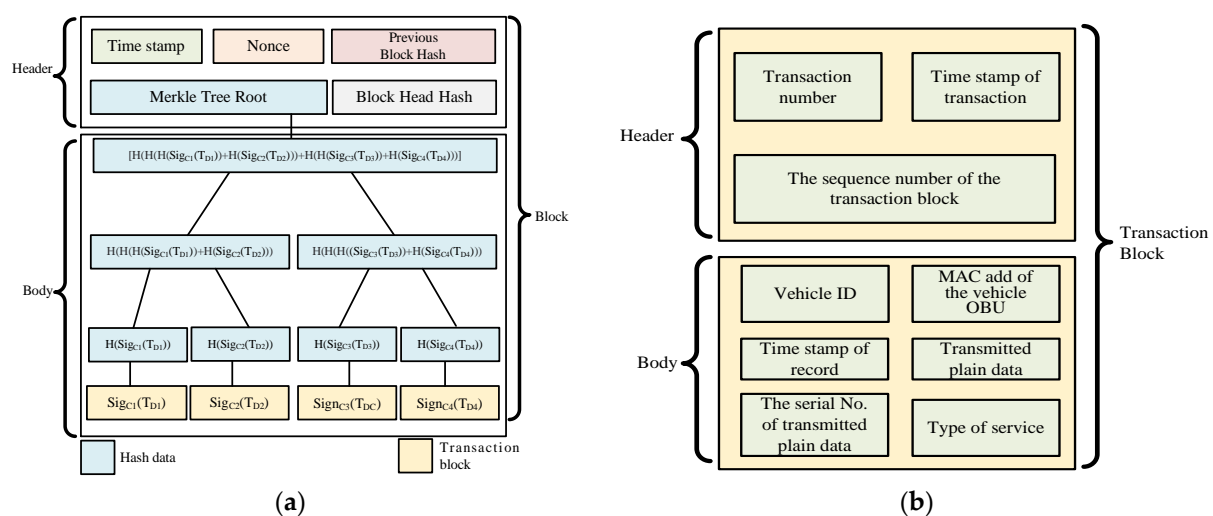 Time stamp
Nonce
Previous
Block Hash
Header
Merkle Tree Root
Block Head Hash
[H(H(H(Sig_C1(T_D1))+H(Sig_C2(T_D2)))+H(H(Sig_C3(T_D3))+H(Sig_C4(T_D4)))]
Block
H(H(H(Sig_C1(T_D1))+H(Sig_C2(T_D2)))
H(H(H((Sig_C3(T_D3))+H(Sig_C4(T_D4)))
Body
H(Sig_C1(T_D1))
H(Sig_C2(T_D2))
H(Sig_C3(T_D3))
H(Sig_C4(T_D4))
Sig_C1(T_D1)
Sig_C2(T_D2)
Sign_C3(T_DC)
Sign_C4(T_D4)
Hash data
Transaction
block
(a)
Transaction
number
Time stamp of
transaction
Header
The sequence number of the
transaction block
Transaction
Block
Vehicle ID
MAC add of
the vehicle
OBU
Body
Time stamp of
record
Transmitted
plain data
The serial No.
of transmitted
plain data
Type of service
(b)